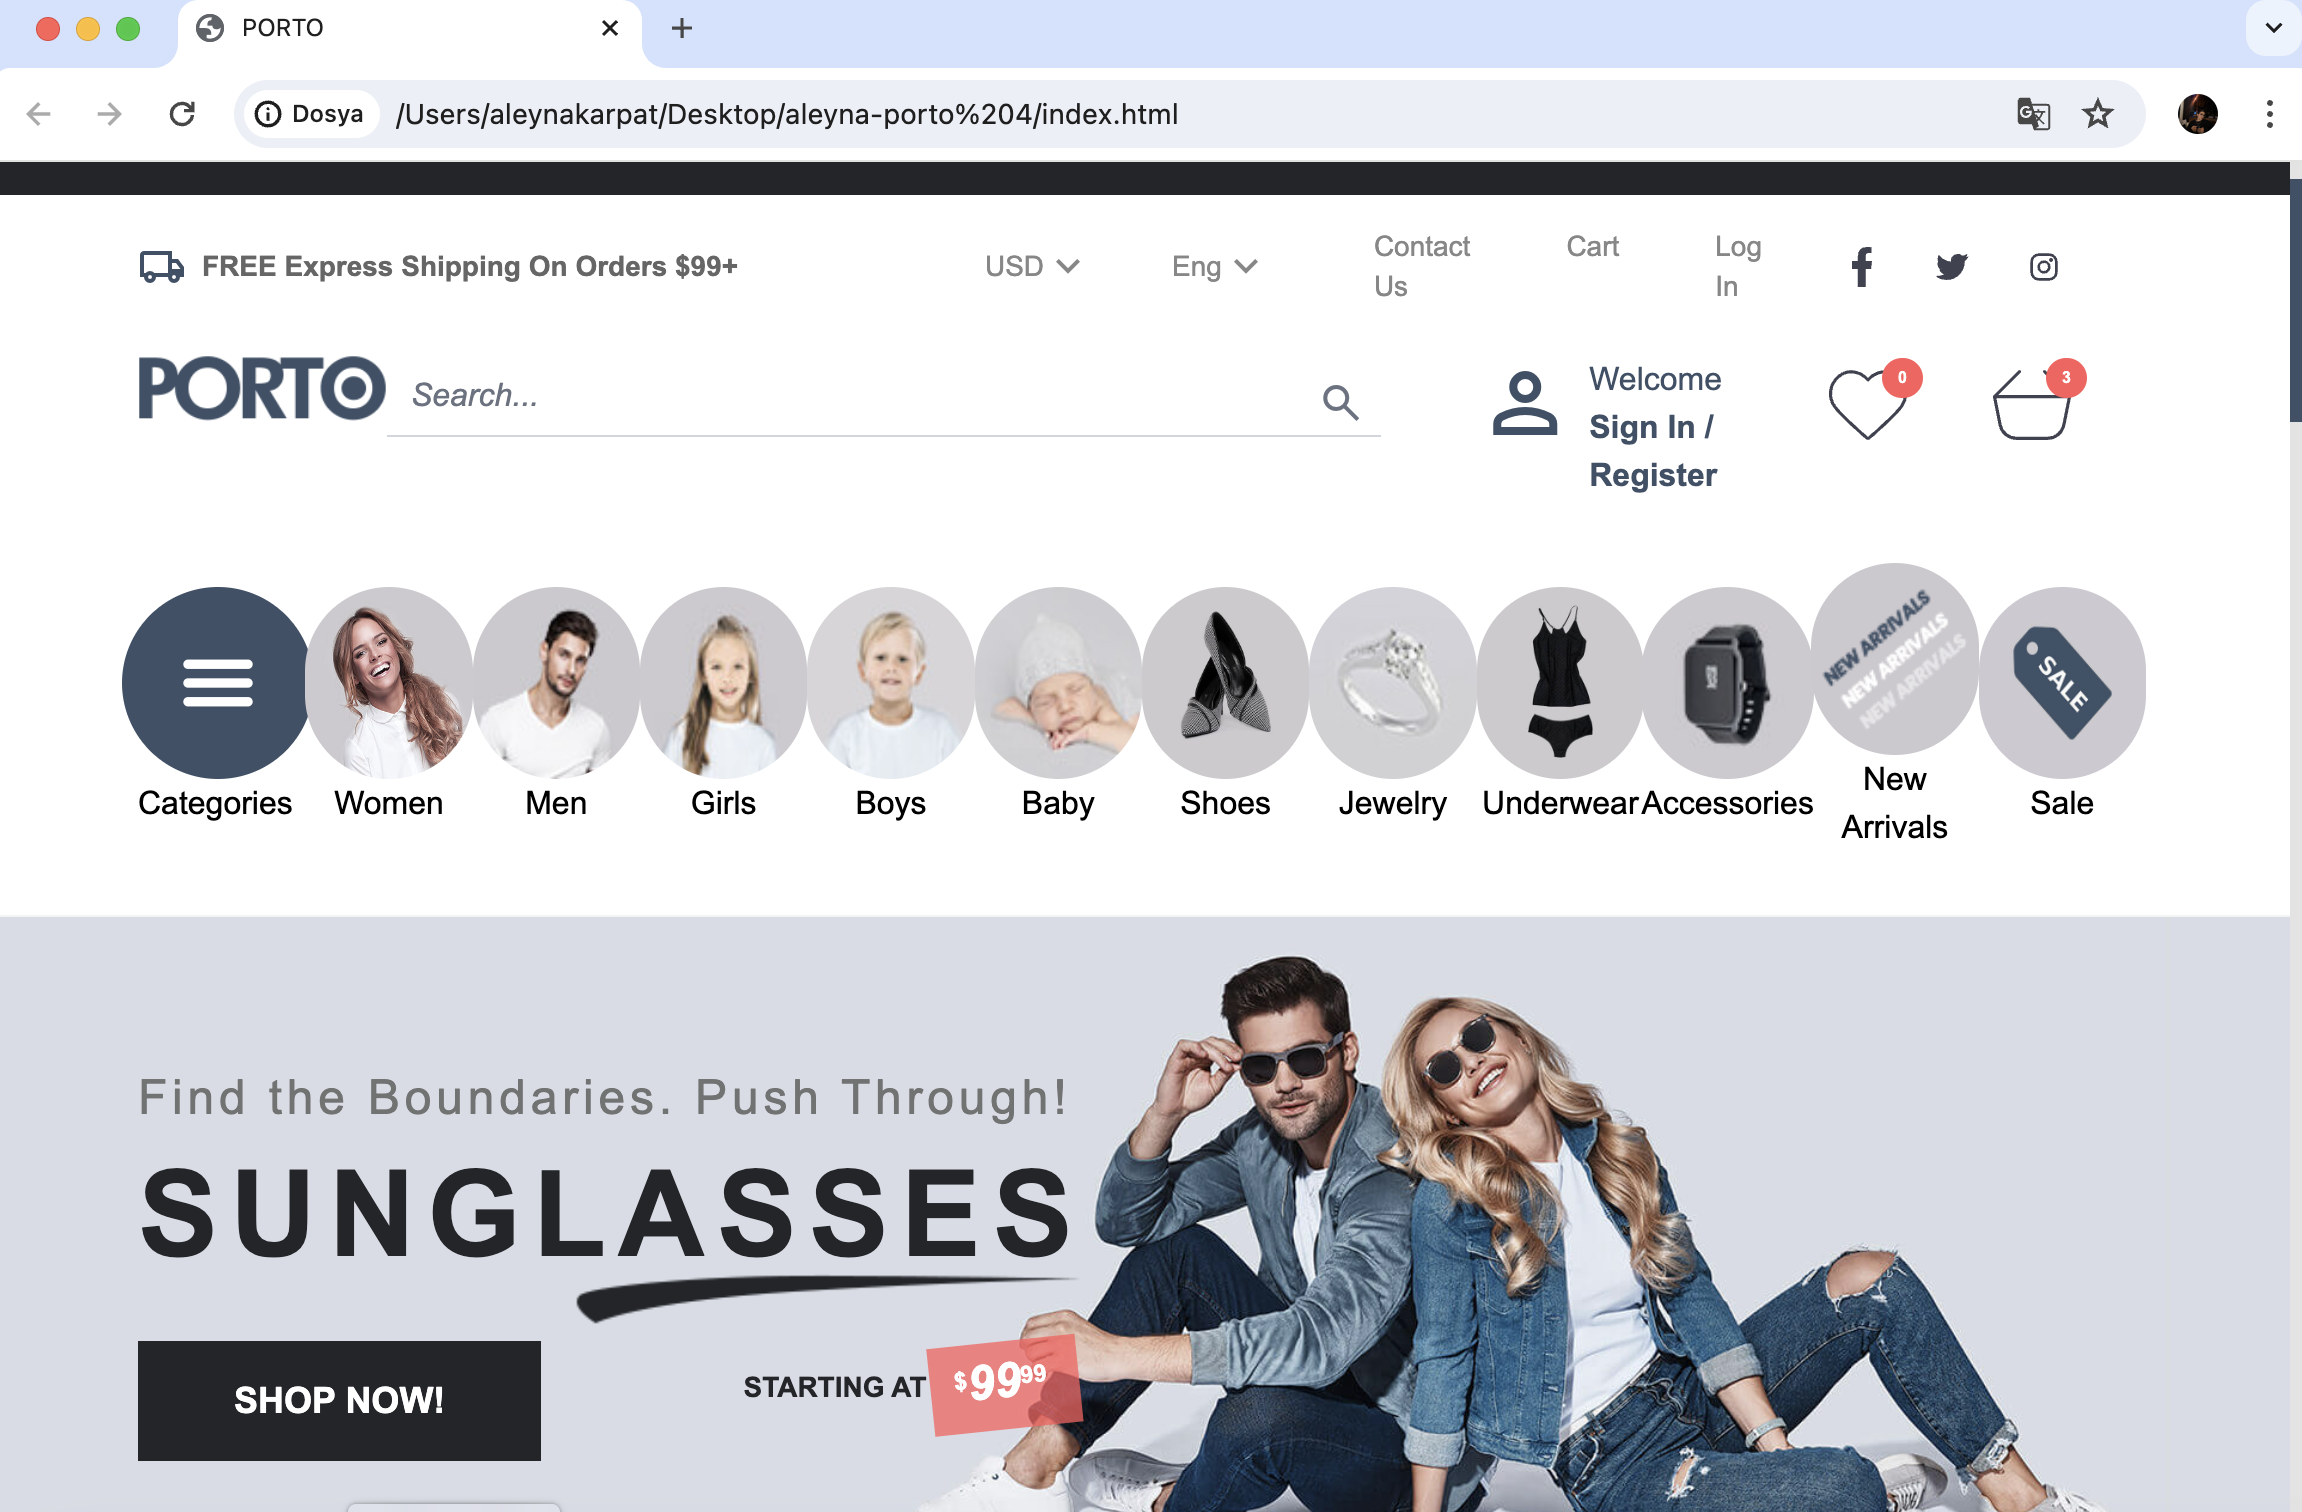 PORTO
Dosya /Users/aleynakarpat/Desktop/aleyna-porto%204/index.html
FREE Express Shipping On Orders $99+
USD
Eng
Contact
Us
Cart
Log
In
PORTO
Search...
Welcome
Sign In /
Register
0
3
NEW ARRIVALS
NEW ARRIVALS
NEW ARRIVALS
SALE
Categories
Women
Men
Girls
Boys
Baby
Shoes
Jewelry
Underwear
Accessories
New
Arrivals
Sale
Find the Boundaries. Push Through!
SUNGLASSES
SHOP NOW!
STARTING AT $9999